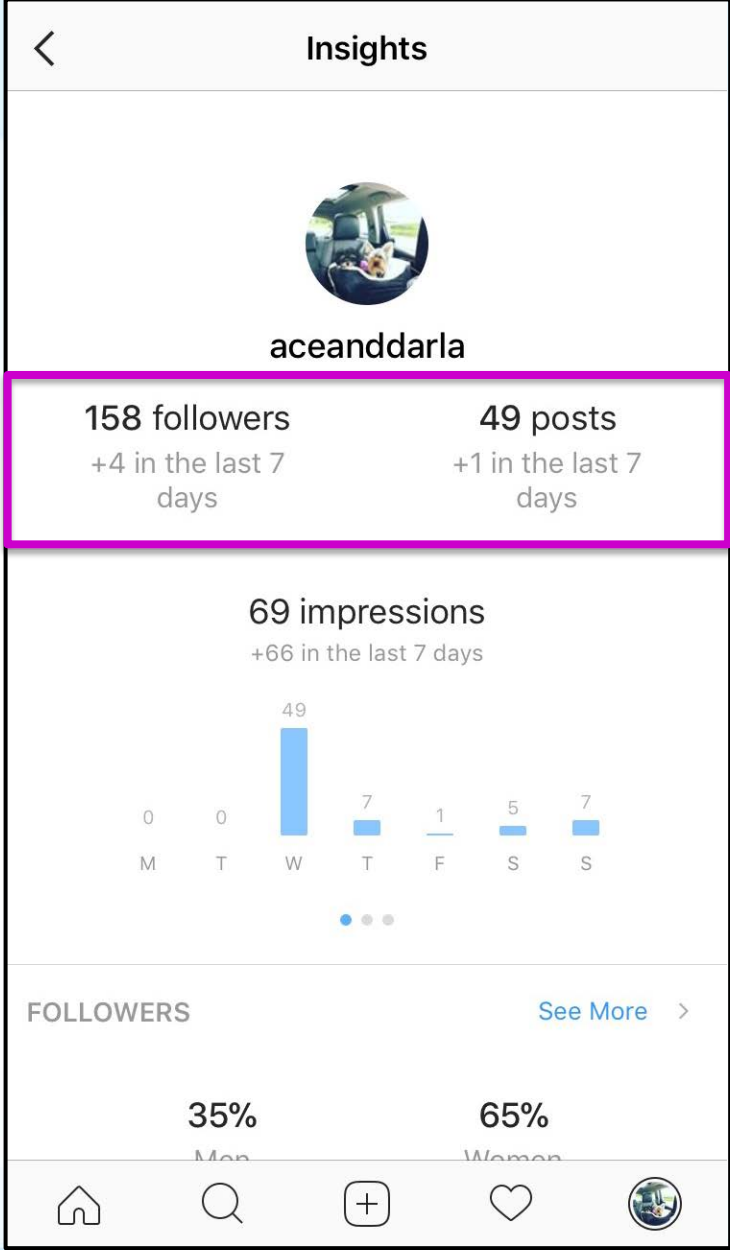 Insights
aceanddarla
158 followers
+4 in the last 7
days
49 posts
+1 in the last 7
days
69 impressions
+66 in the last 7 days
49
0 0 7 1 5 7
M T W T F S S
FOLLOWERS See More
35% 65%
Men Women